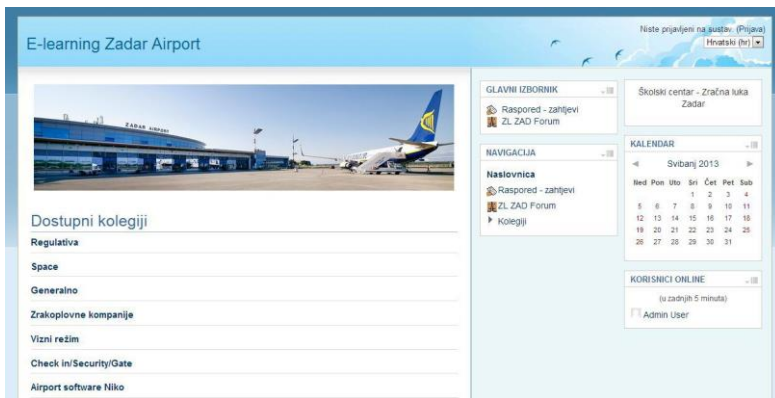 Niste prijavljeni na sustav. (Prijava)
Hrvatski (hr)
E-learning Zadar Airport
ZADAR AIRPORT
Dostupni kolegiji
Regulativa
Space
Generalno
Zrakoplovne kompanije
Vizni režim
Check in/Security/Gate
Airport software Niko
GLAVNI IZBORNIK
Raspored - zahtjevi
ZL ZAD Forum
NAVIGACIJA
Naslovnica
Raspored - zahtjevi
ZL ZAD Forum
Kolegiji
Školski centar - Zračna luka
Zadar
KALENDAR
Svibanj 2013
Ned Pon Uto Sri Čet Pet Sub
1 2 3 4
5 6 7 8 9 10 11
12 13 14 15 16 17 18
19 20 21 22 23 24 25
26 27 28 29 30 31
KORISNICI ONLINE
(u zadnjih 5 minuta)
Admin User